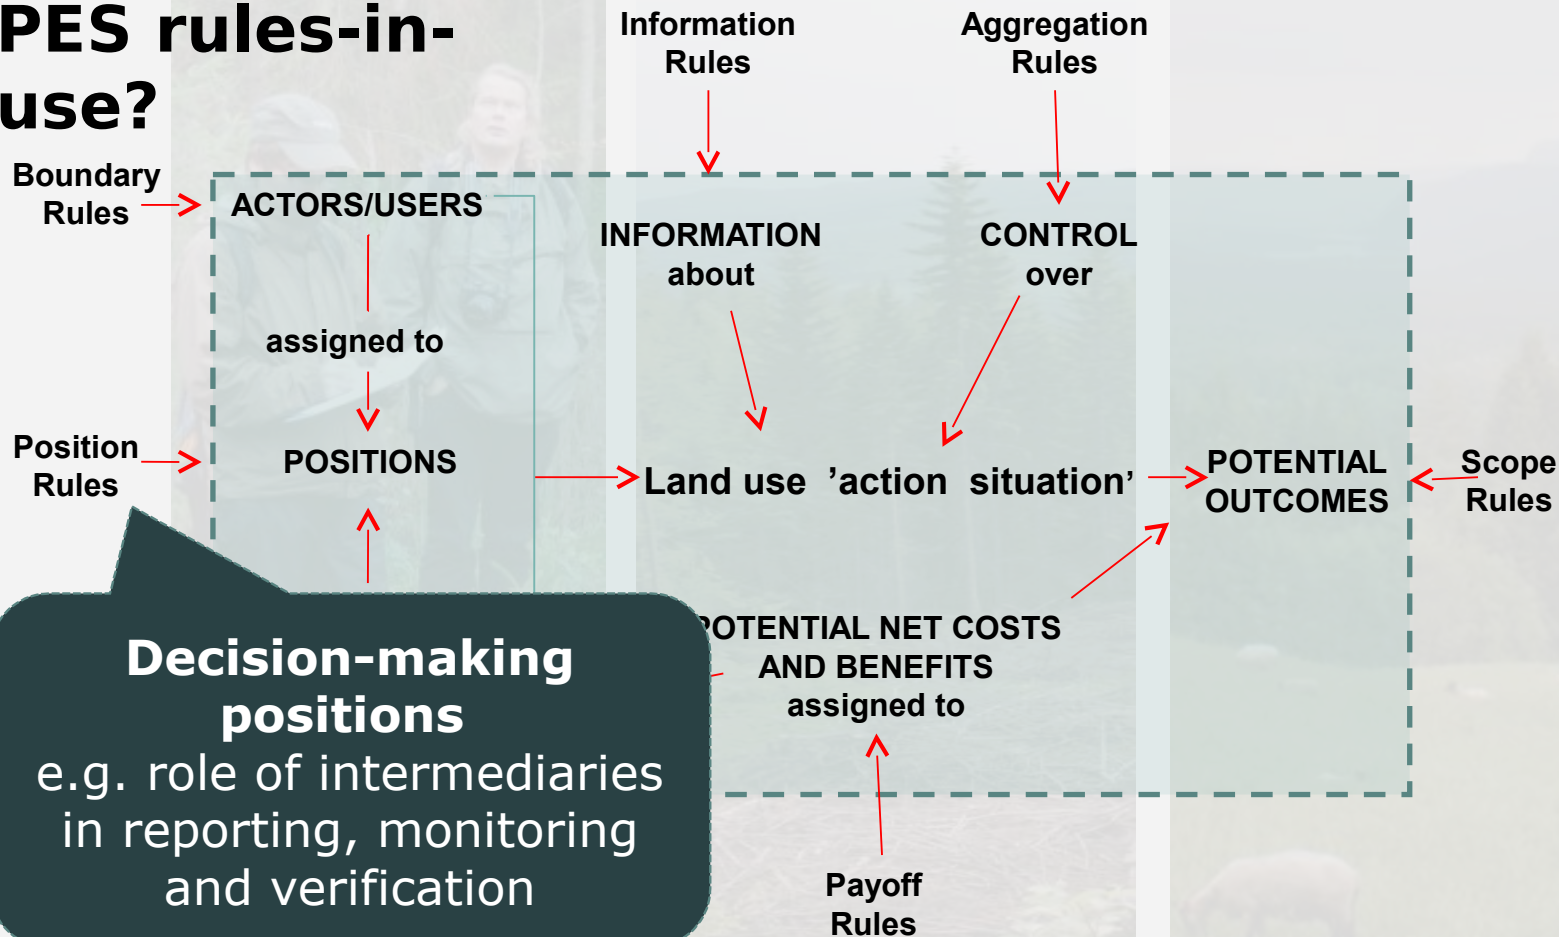 PES rules-in-
use?
Information
Rules
Aggregation
Rules
Boundary
Rules
ACTORS/USERS
INFORMATION
about
CONTROL
over
assigned to
Position
Rules
POSITIONS
Land use ’action situation’
POTENTIAL
OUTCOMES
Scope
Rules
POTENTIAL NET COSTS
AND BENEFITS
assigned to
Decision-making
positions
e.g. role of intermediaries
in reporting, monitoring
and verification
Payoff
Rules